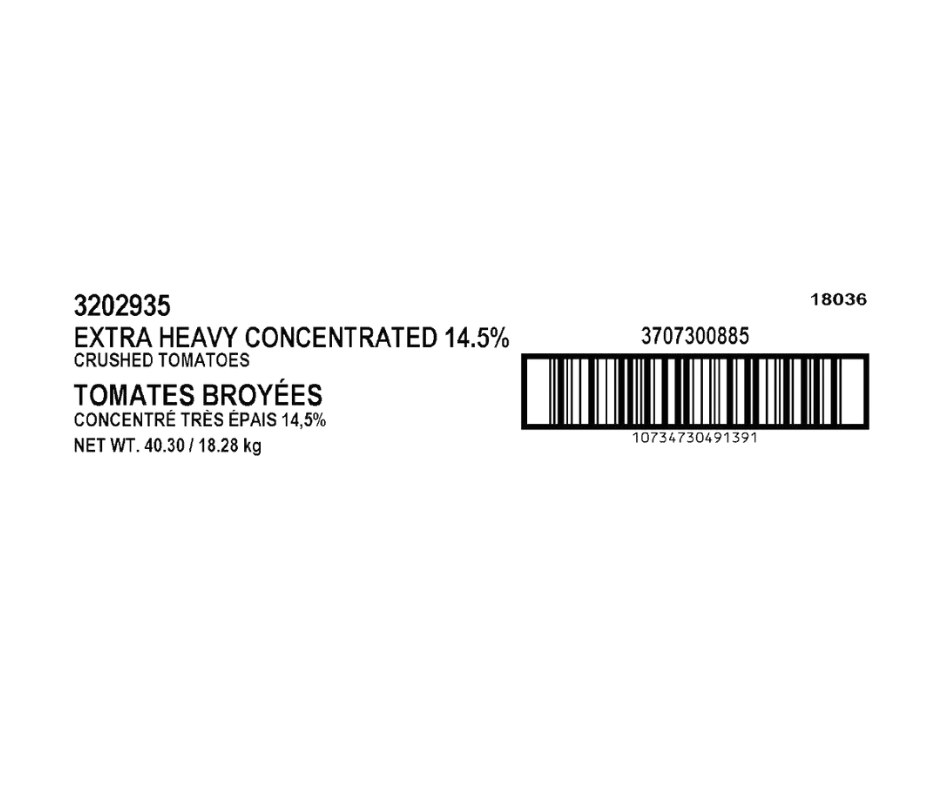 3202935
EXTRA HEAVY CONCENTRATED 14.5%
CRUSHED TOMATOES
TOMATES BROYÉES
CONCENTRÉ TRÈS ÉPAIS 14,5%
NET WT. 40.30 / 18.28 kg
18036
3707300885
10734730491391